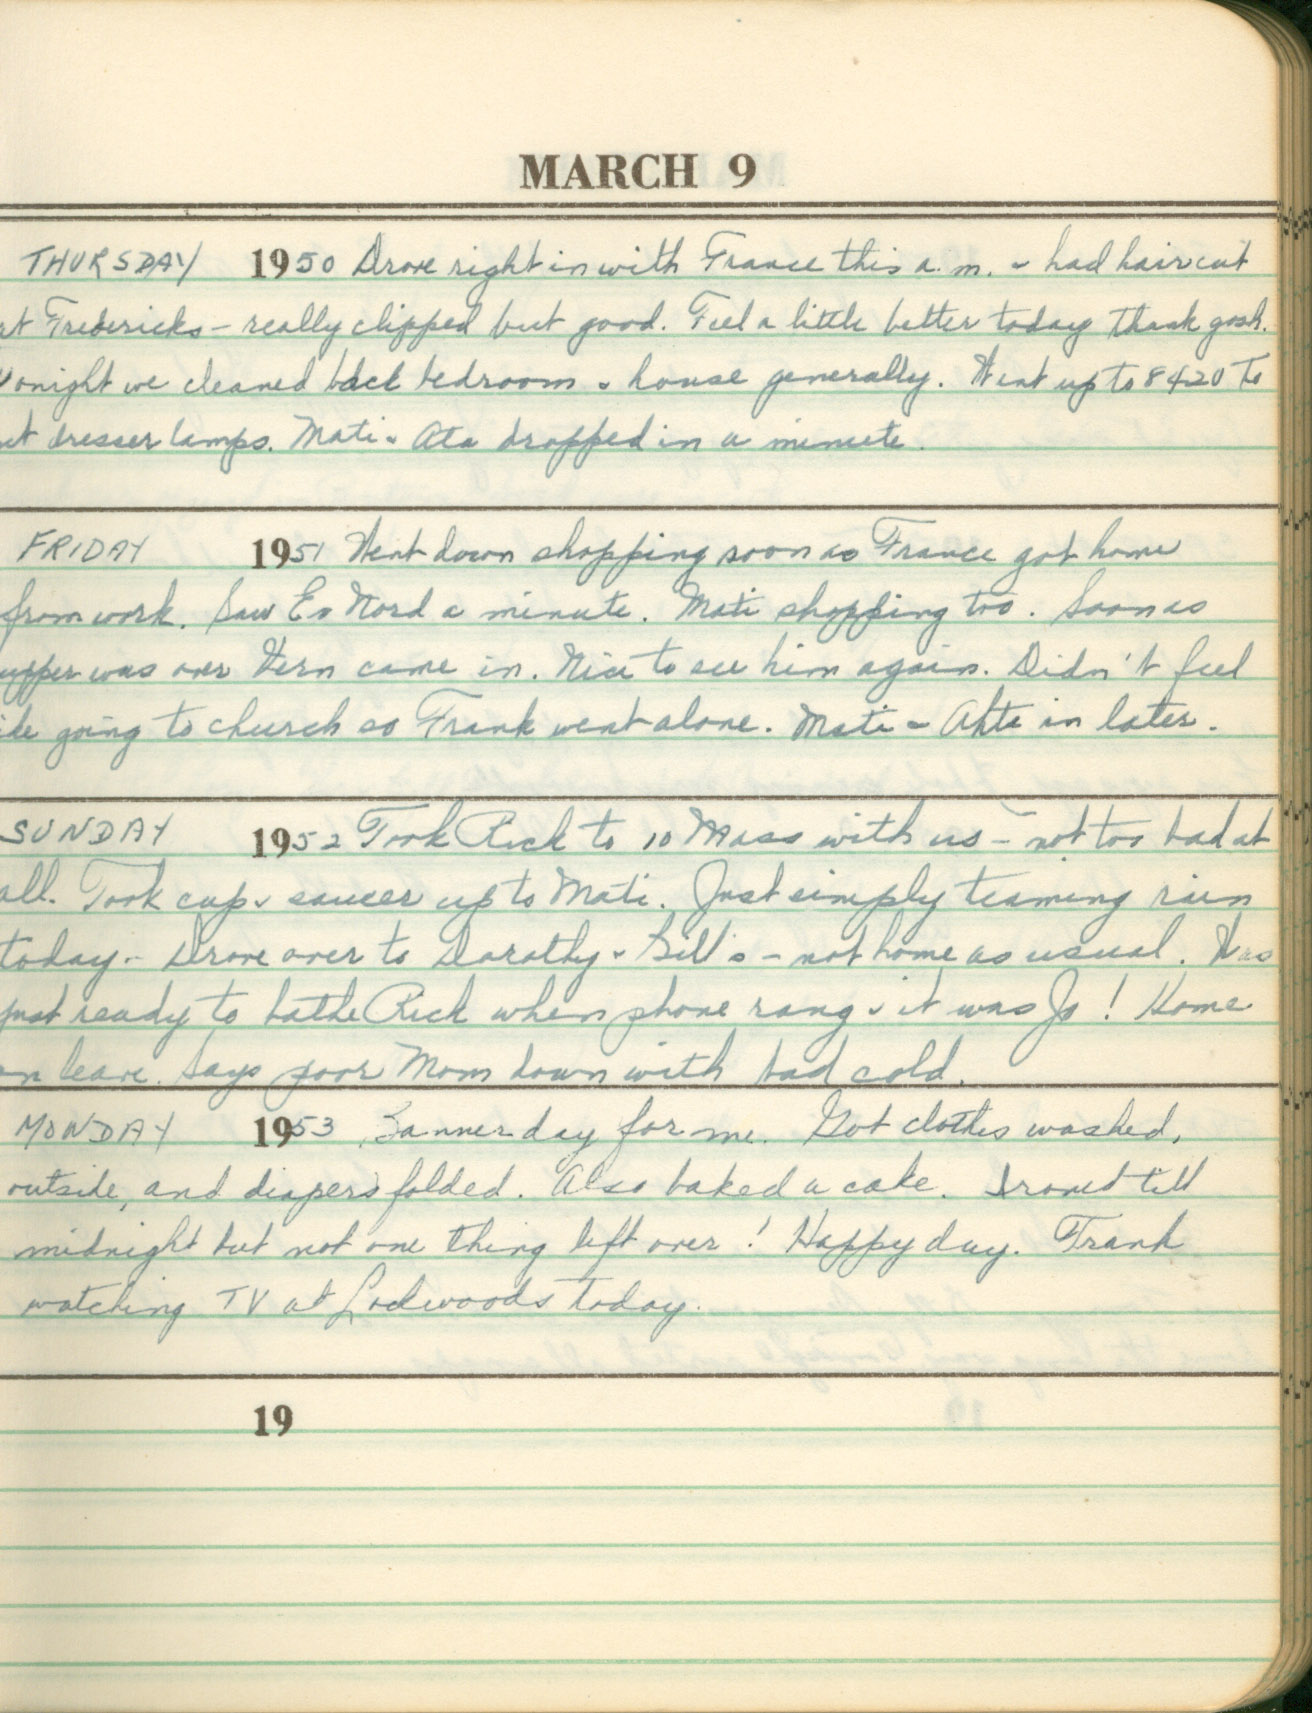 MARCH 9
THURSDAY 1950 Drove right in with France this a.m. & had haircut
at Fredericks - really clipped but good. Feel a little better today thank gosh.
Tonight we cleaned back bedroom & house generally. Went up to 8420 to
dresser lamps. Mati & Ata dropped in a minute.
FRIDAY 1951 Went down shopping soon as France got home
from work. Saw Ev Nord a minute. Mati shopping too. Soon as
supper was over Vern came in. Nice to see him again. Didn't feel
like going to church so Frank went alone. Mati & Ahta in later.
SUNDAY 1952 Took Rick to 10 Mass with us - not too bad at
all. Took cup & saucer up to Mati. Just simply teaming rain
today - Drove over to Dorothy & Bill's - not home as usual. Was
just ready to bathe Rick when phone rang & it was Jo! Home
on leave. Says poor Mom down with bad cold.
MONDAY 1953 Banner day for me. Got clothes washed,
outside, and diapers folded. Also baked a cake. Ironed till
midnight but not one thing left over! Happy day. Frank
watching TV at Lockwoods today.
19